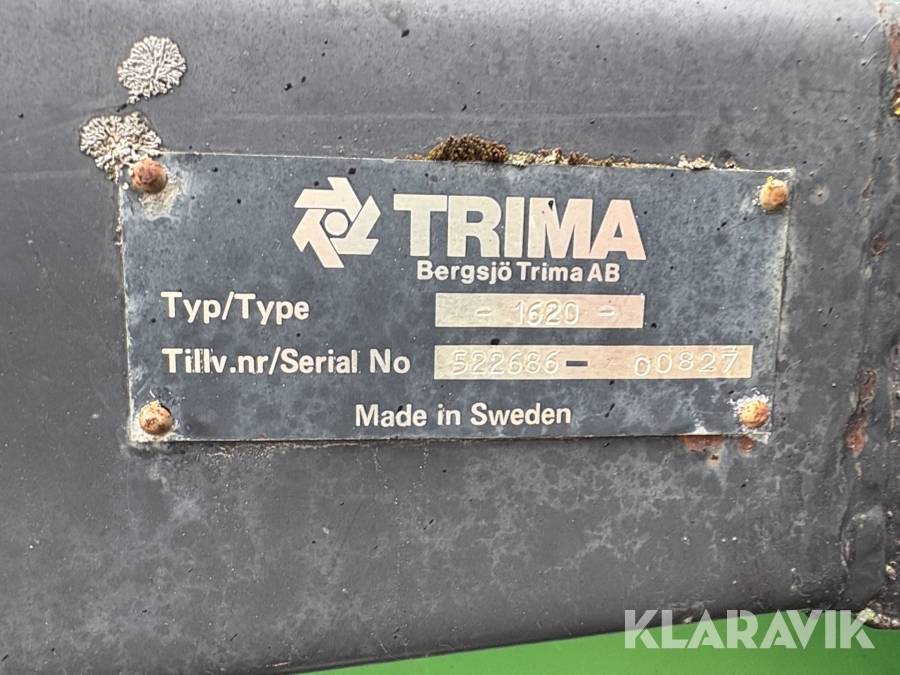 TRIMA
Bergsjö Trima AB
Typ/Type - 1620 -
Tillv.nr/Serial No 522686- 00827
Made in Sweden
KLARAVIK